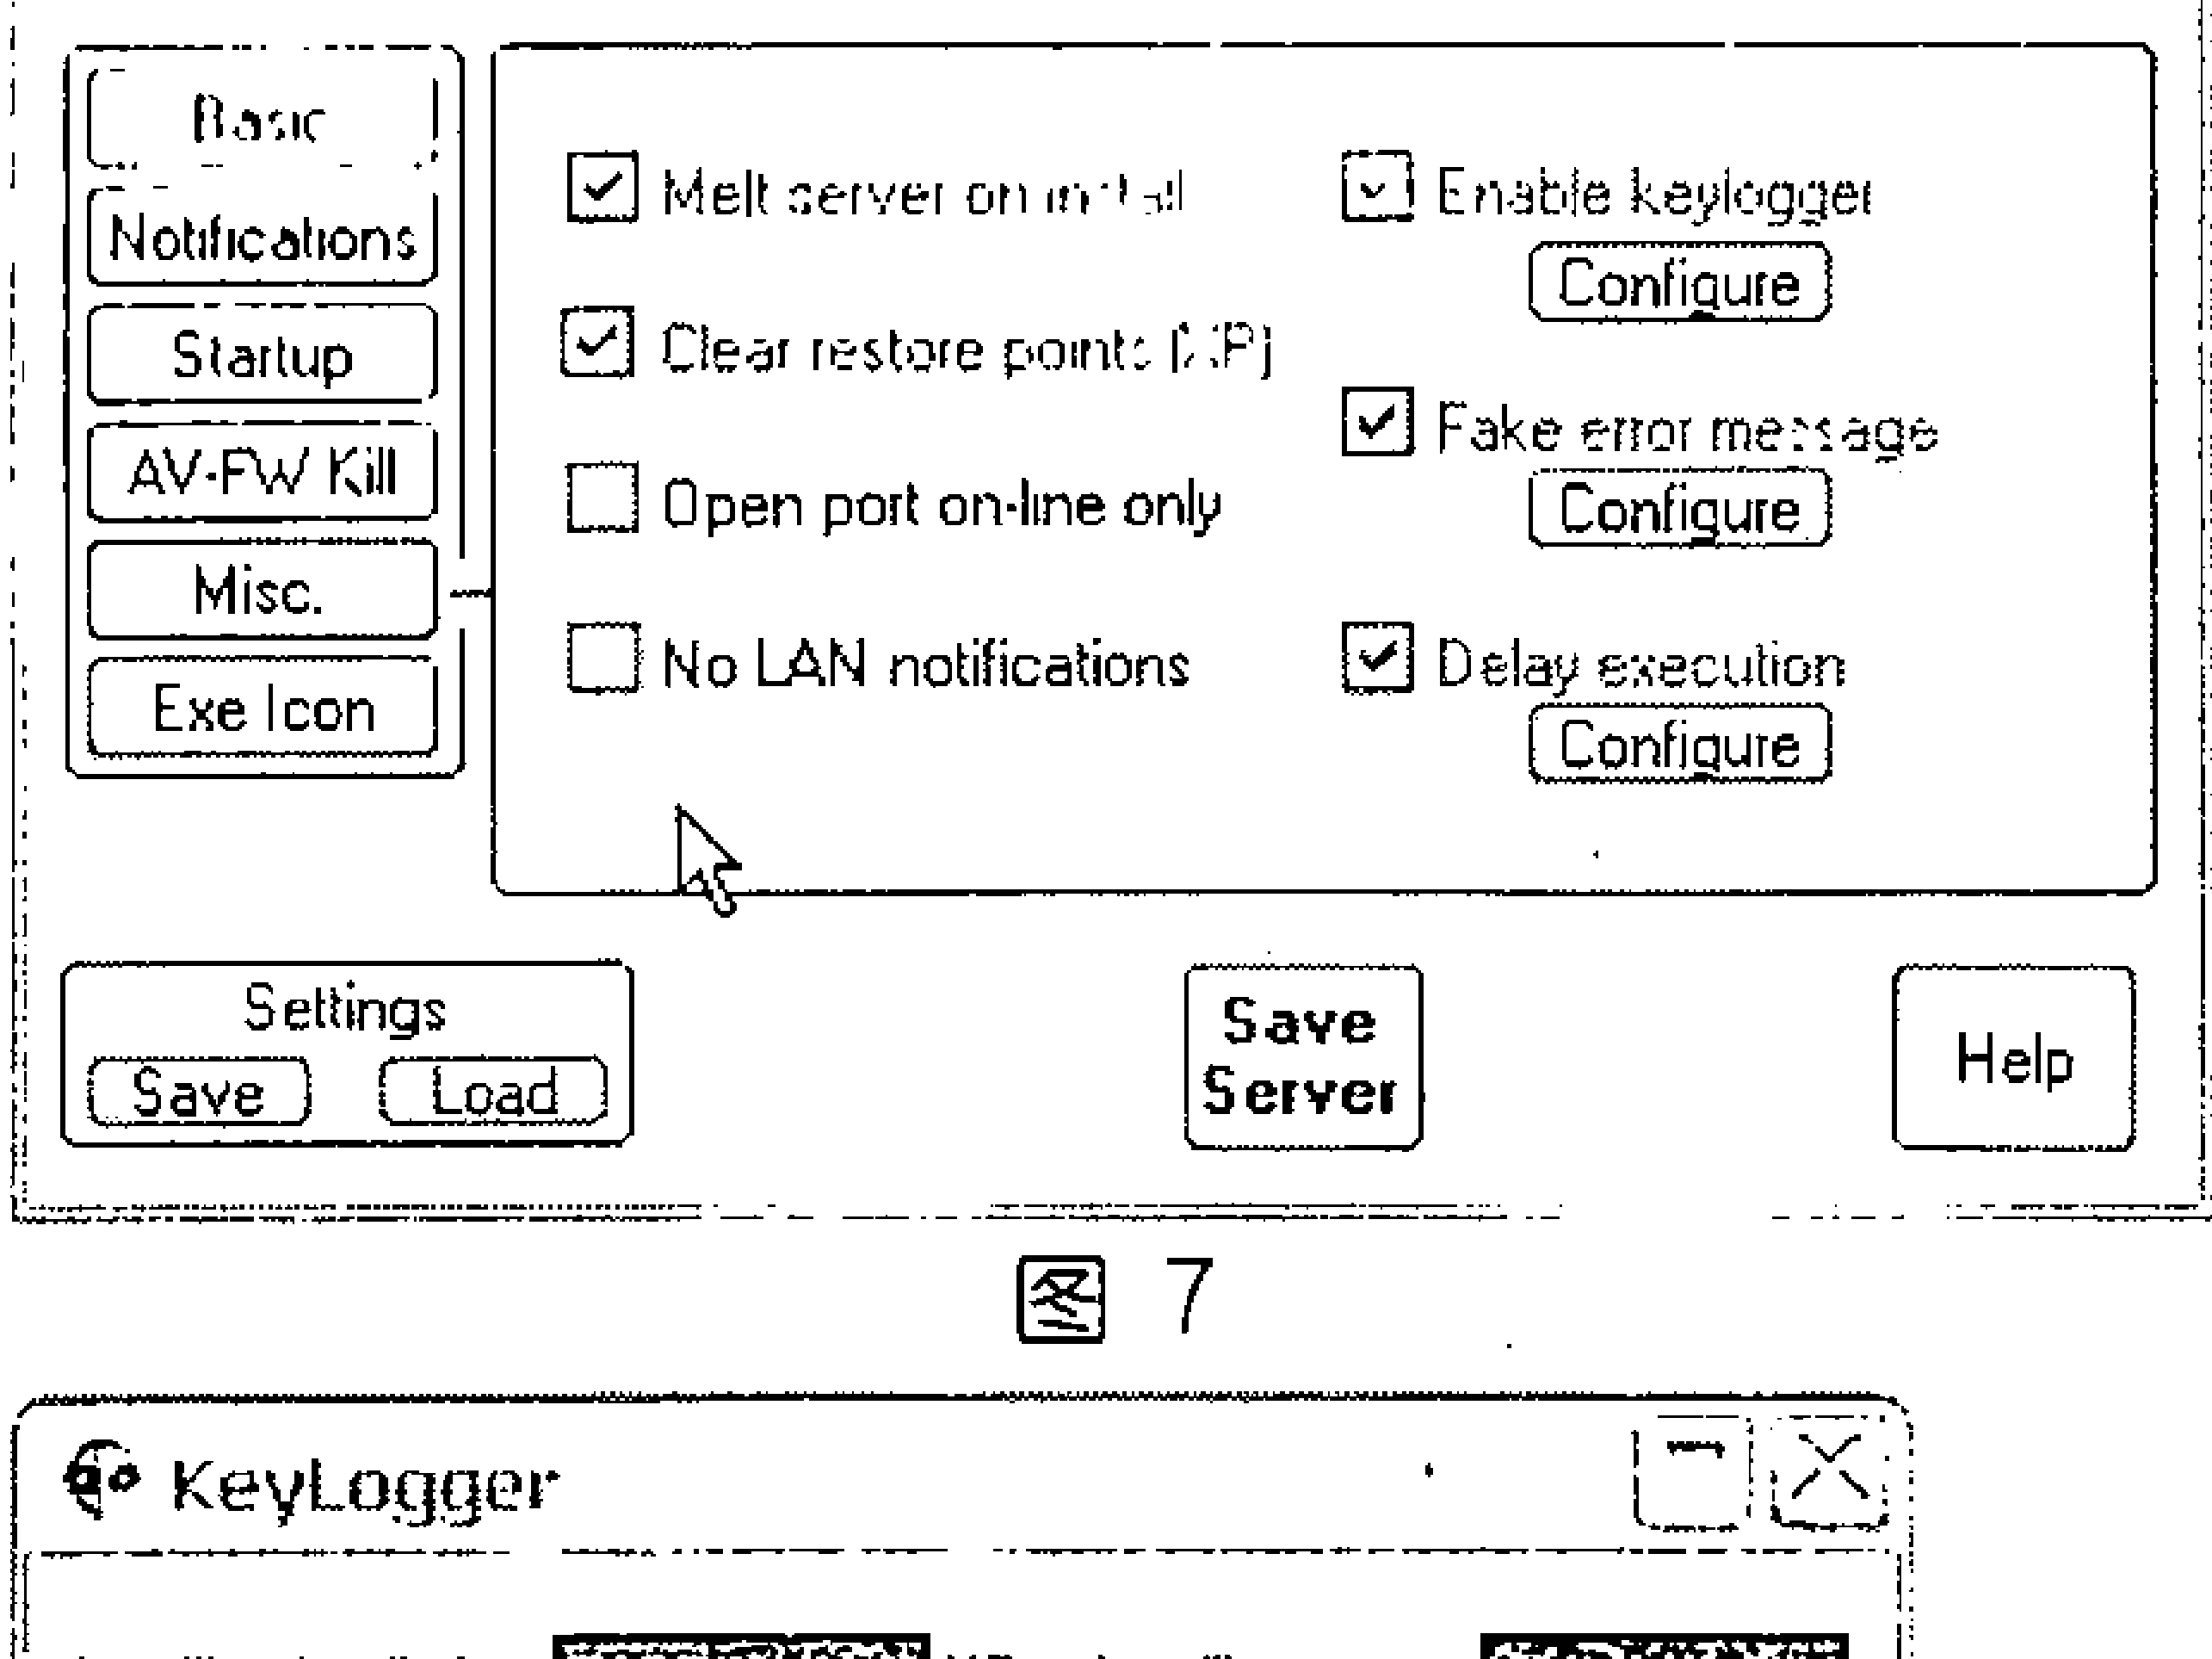 Basic
Notifications
Startup
AV-FW Kill
Misc.
Exe Icon
Melt server on install
Clear restore points (XP)
Open port on-line only
No LAN notifications
Enable keylogger
Configure
Fake error message
Configure
Delay execution
Configure
Settings
Save
Load
Save
Server
Help
图 7
KeyLogger